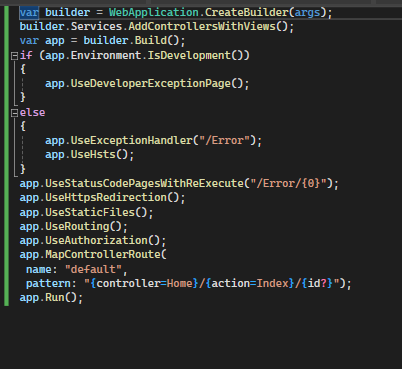 var builder = WebApplication.CreateBuilder(args);
builder.Services.AddControllersWithViews();
var app = builder.Build();
if (app.Environment.IsDevelopment())
{
    app.UseDeveloperExceptionPage();
}
else
{
    app.UseExceptionHandler("/Error");
    app.UseHsts();
}
app.UseStatusCodePagesWithReExecute("/Error/{0}");
app.UseHttpsRedirection();
app.UseStaticFiles();
app.UseRouting();
app.UseAuthorization();
app.MapControllerRoute(
 name: "default",
 pattern: "{controller=Home}/{action=Index}/{id?}");
app.Run();